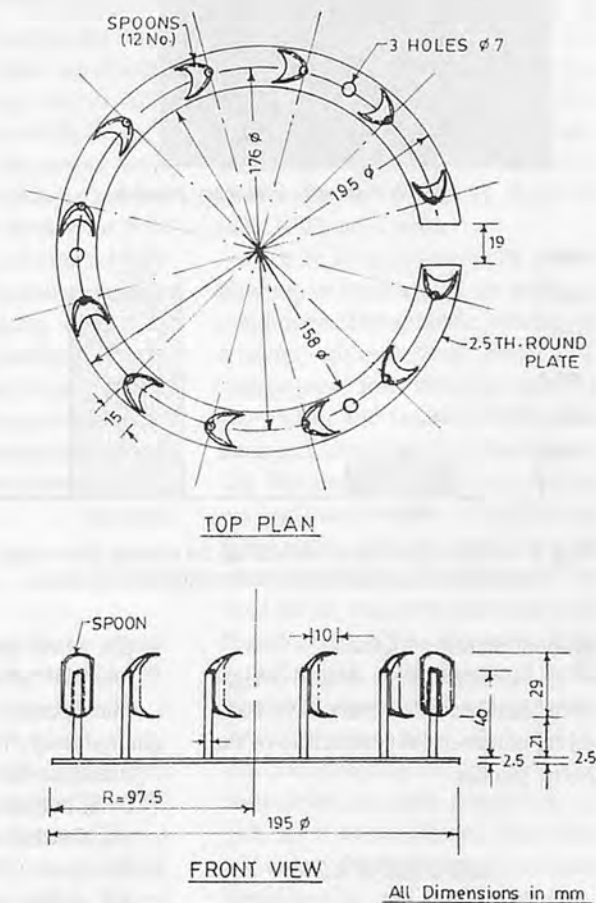 SPOONS
(12 No.)
3 HOLES ø 7
176 ø
195 ø
19
158 ø
2.5 TH-ROUND
PLATE
15
TOP PLAN
SPOON
10
29
40
21
2.5
2.5
R=97.5
195 ø
FRONT VIEW
All Dimensions in mm